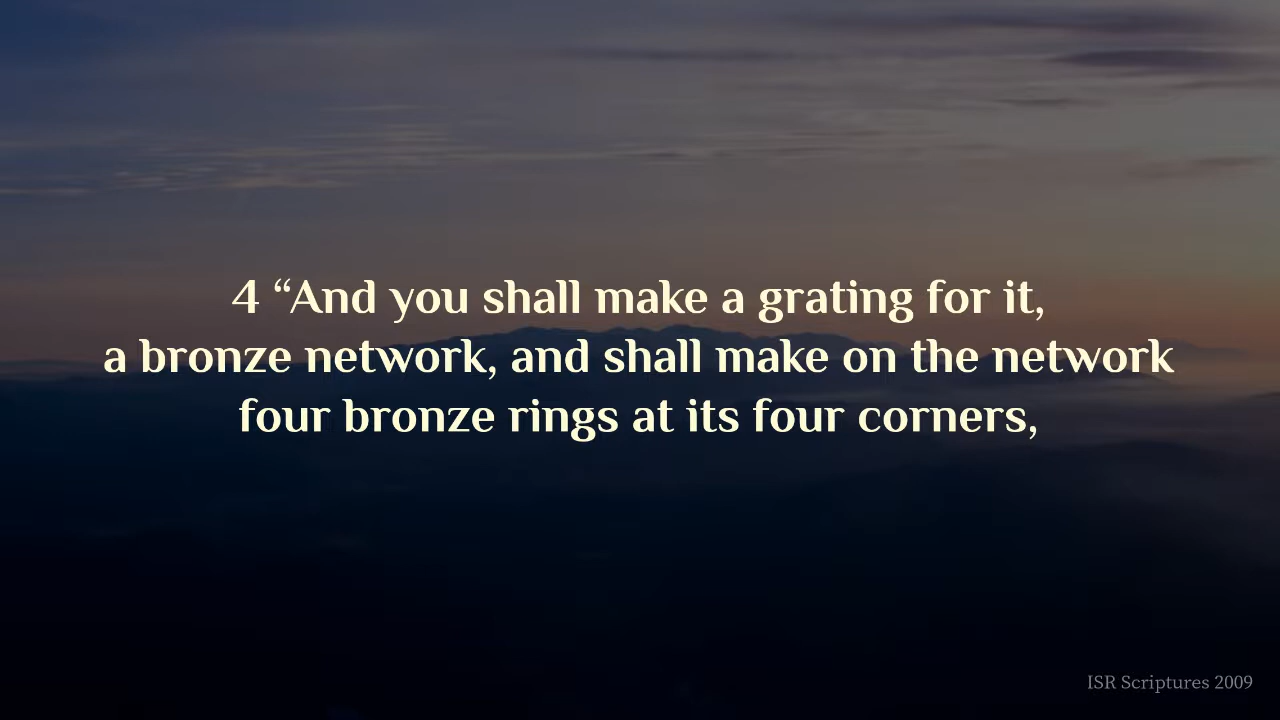 4 “And you shall make a grating for it,
a bronze network, and shall make on the network
four bronze rings at its four corners,
ISR Scriptures 2009